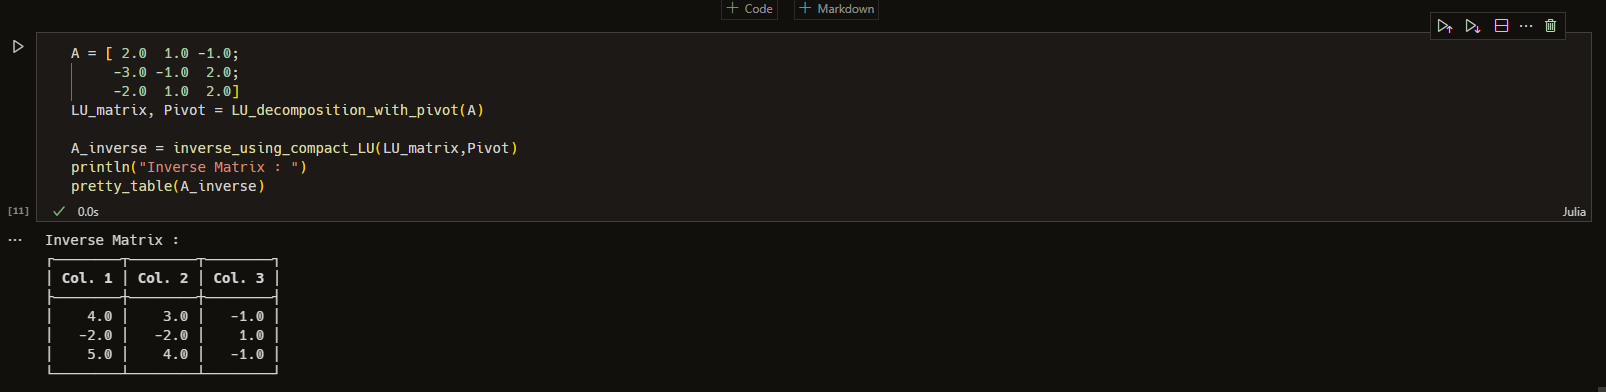 + Code + Markdown
A = [ 2.0 1.0 -1.0;
-3.0 -1.0 2.0;
-2.0 1.0 2.0]
LU_matrix, Pivot = LU_decomposition_with_pivot(A)
A_inverse = inverse_using_compact_LU(LU_matrix,Pivot)
println("Inverse Matrix : ")
pretty_table(A_inverse)
[11] 0.0s Julia
Inverse Matrix :
Col. 1 Col. 2 Col. 3
4.0 3.0 -1.0
-2.0 -2.0 1.0
5.0 4.0 -1.0